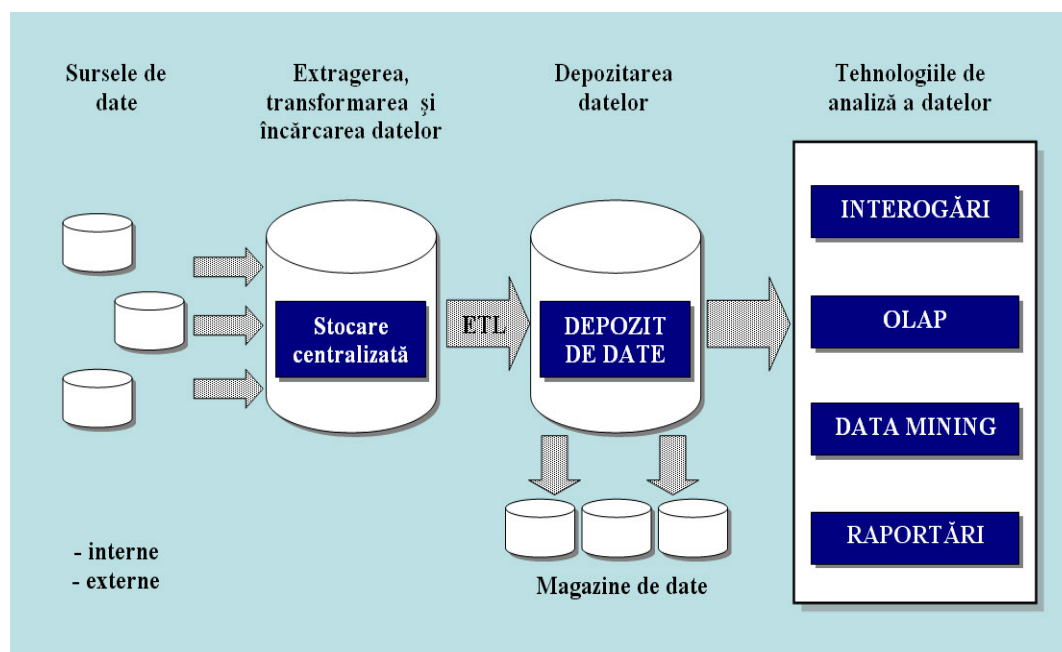 Sursele de
date
Extragerea,
transformarea și
încărcarea datelor
Depozitarea
datelor
Tehnologiile de
analiză a datelor
Stocare
centralizată
ETL
DEPOZIT
DE DATE
INTEROGĂRI
OLAP
DATA MINING
RAPORTĂRI
- interne
- externe
Magazine de date